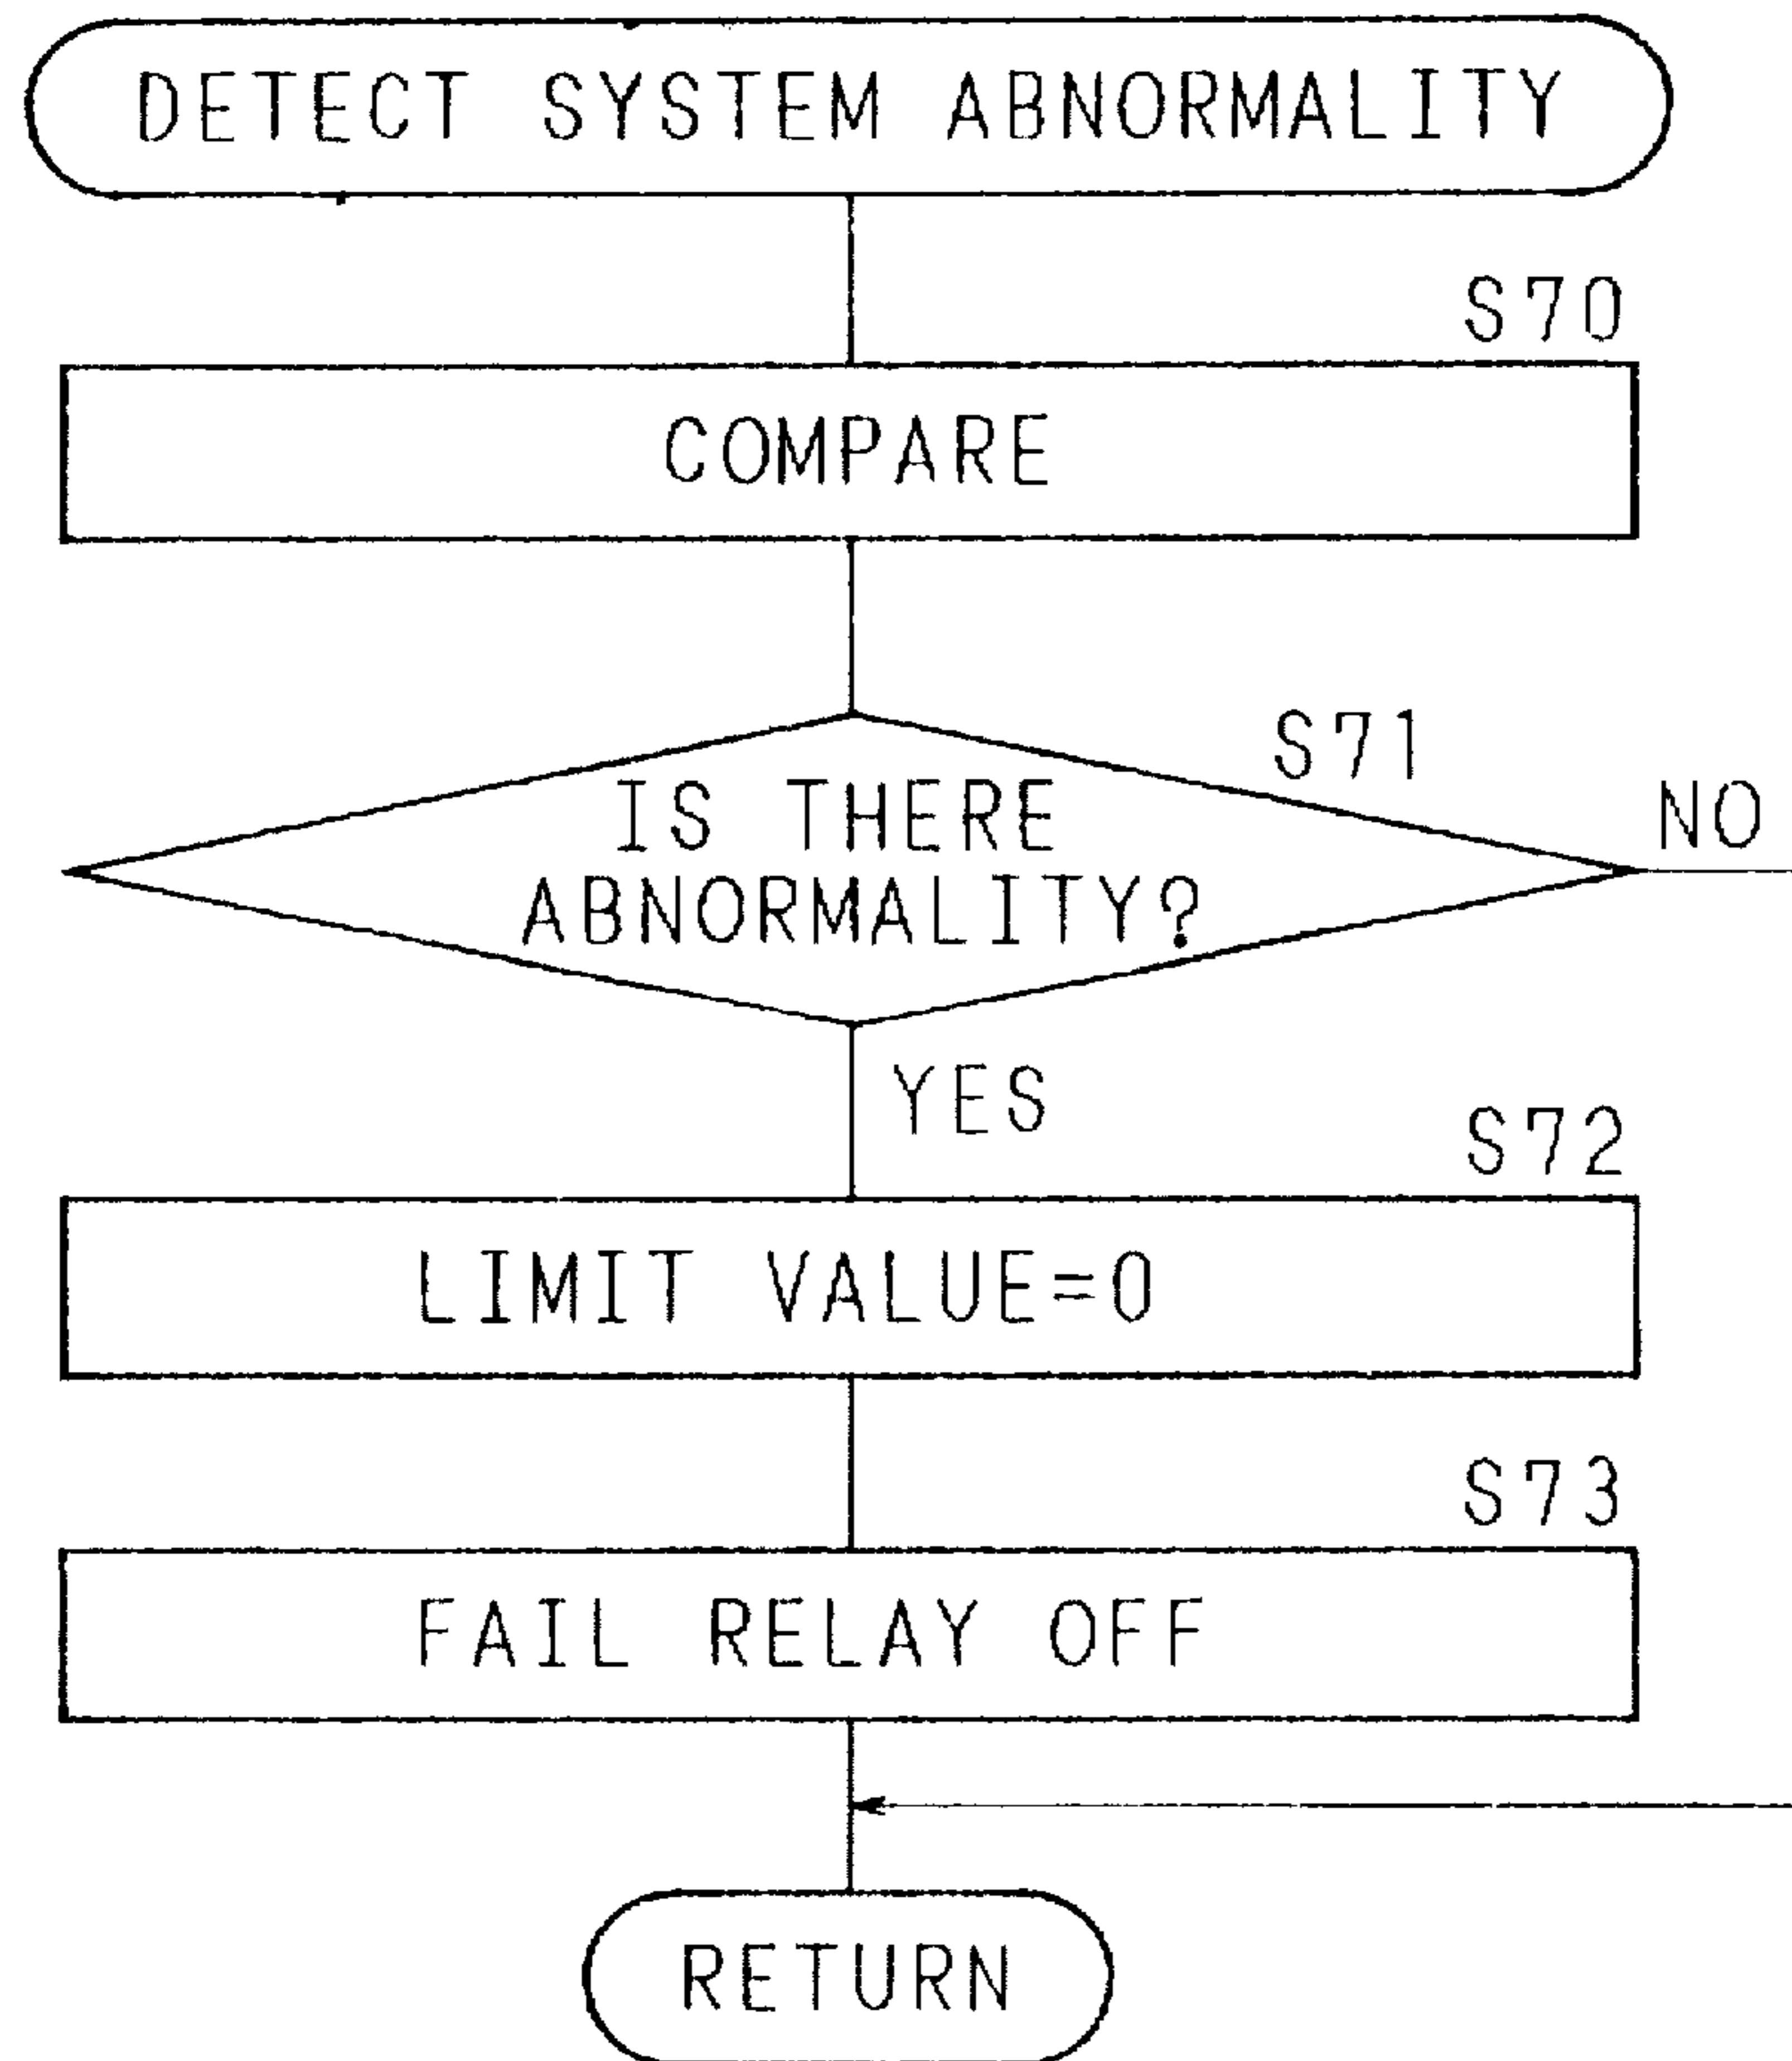 DETECT SYSTEM ABNORMALITY
S70
COMPARE
S71
IS THERE
ABNORMALITY?
NO
YES
S72
LIMIT VALUE=0
S73
FAIL RELAY OFF
RETURN